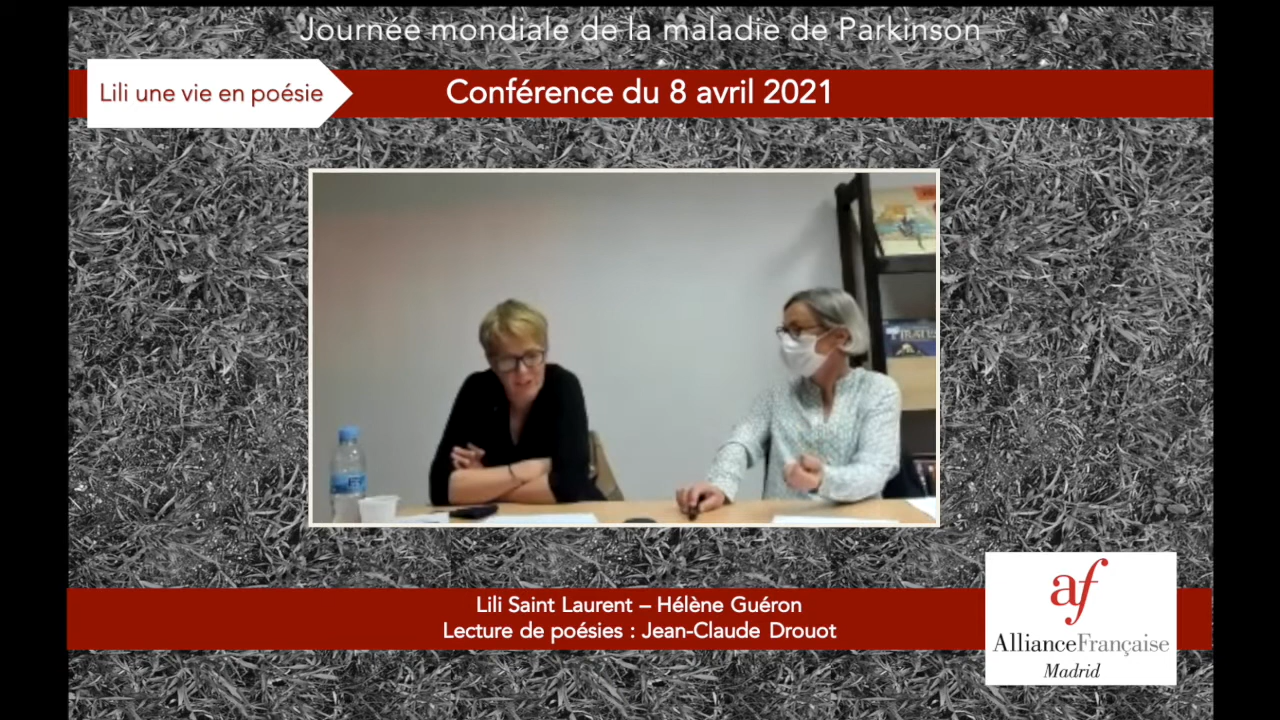 Journée mondiale de la maladie de Parkinson
Lili une vie en poésie
Conférence du 8 avril 2021
Lili Saint Laurent – Hélène Guéron
Lecture de poésies : Jean-Claude Drouot
af
AllianceFrançaise
Madrid